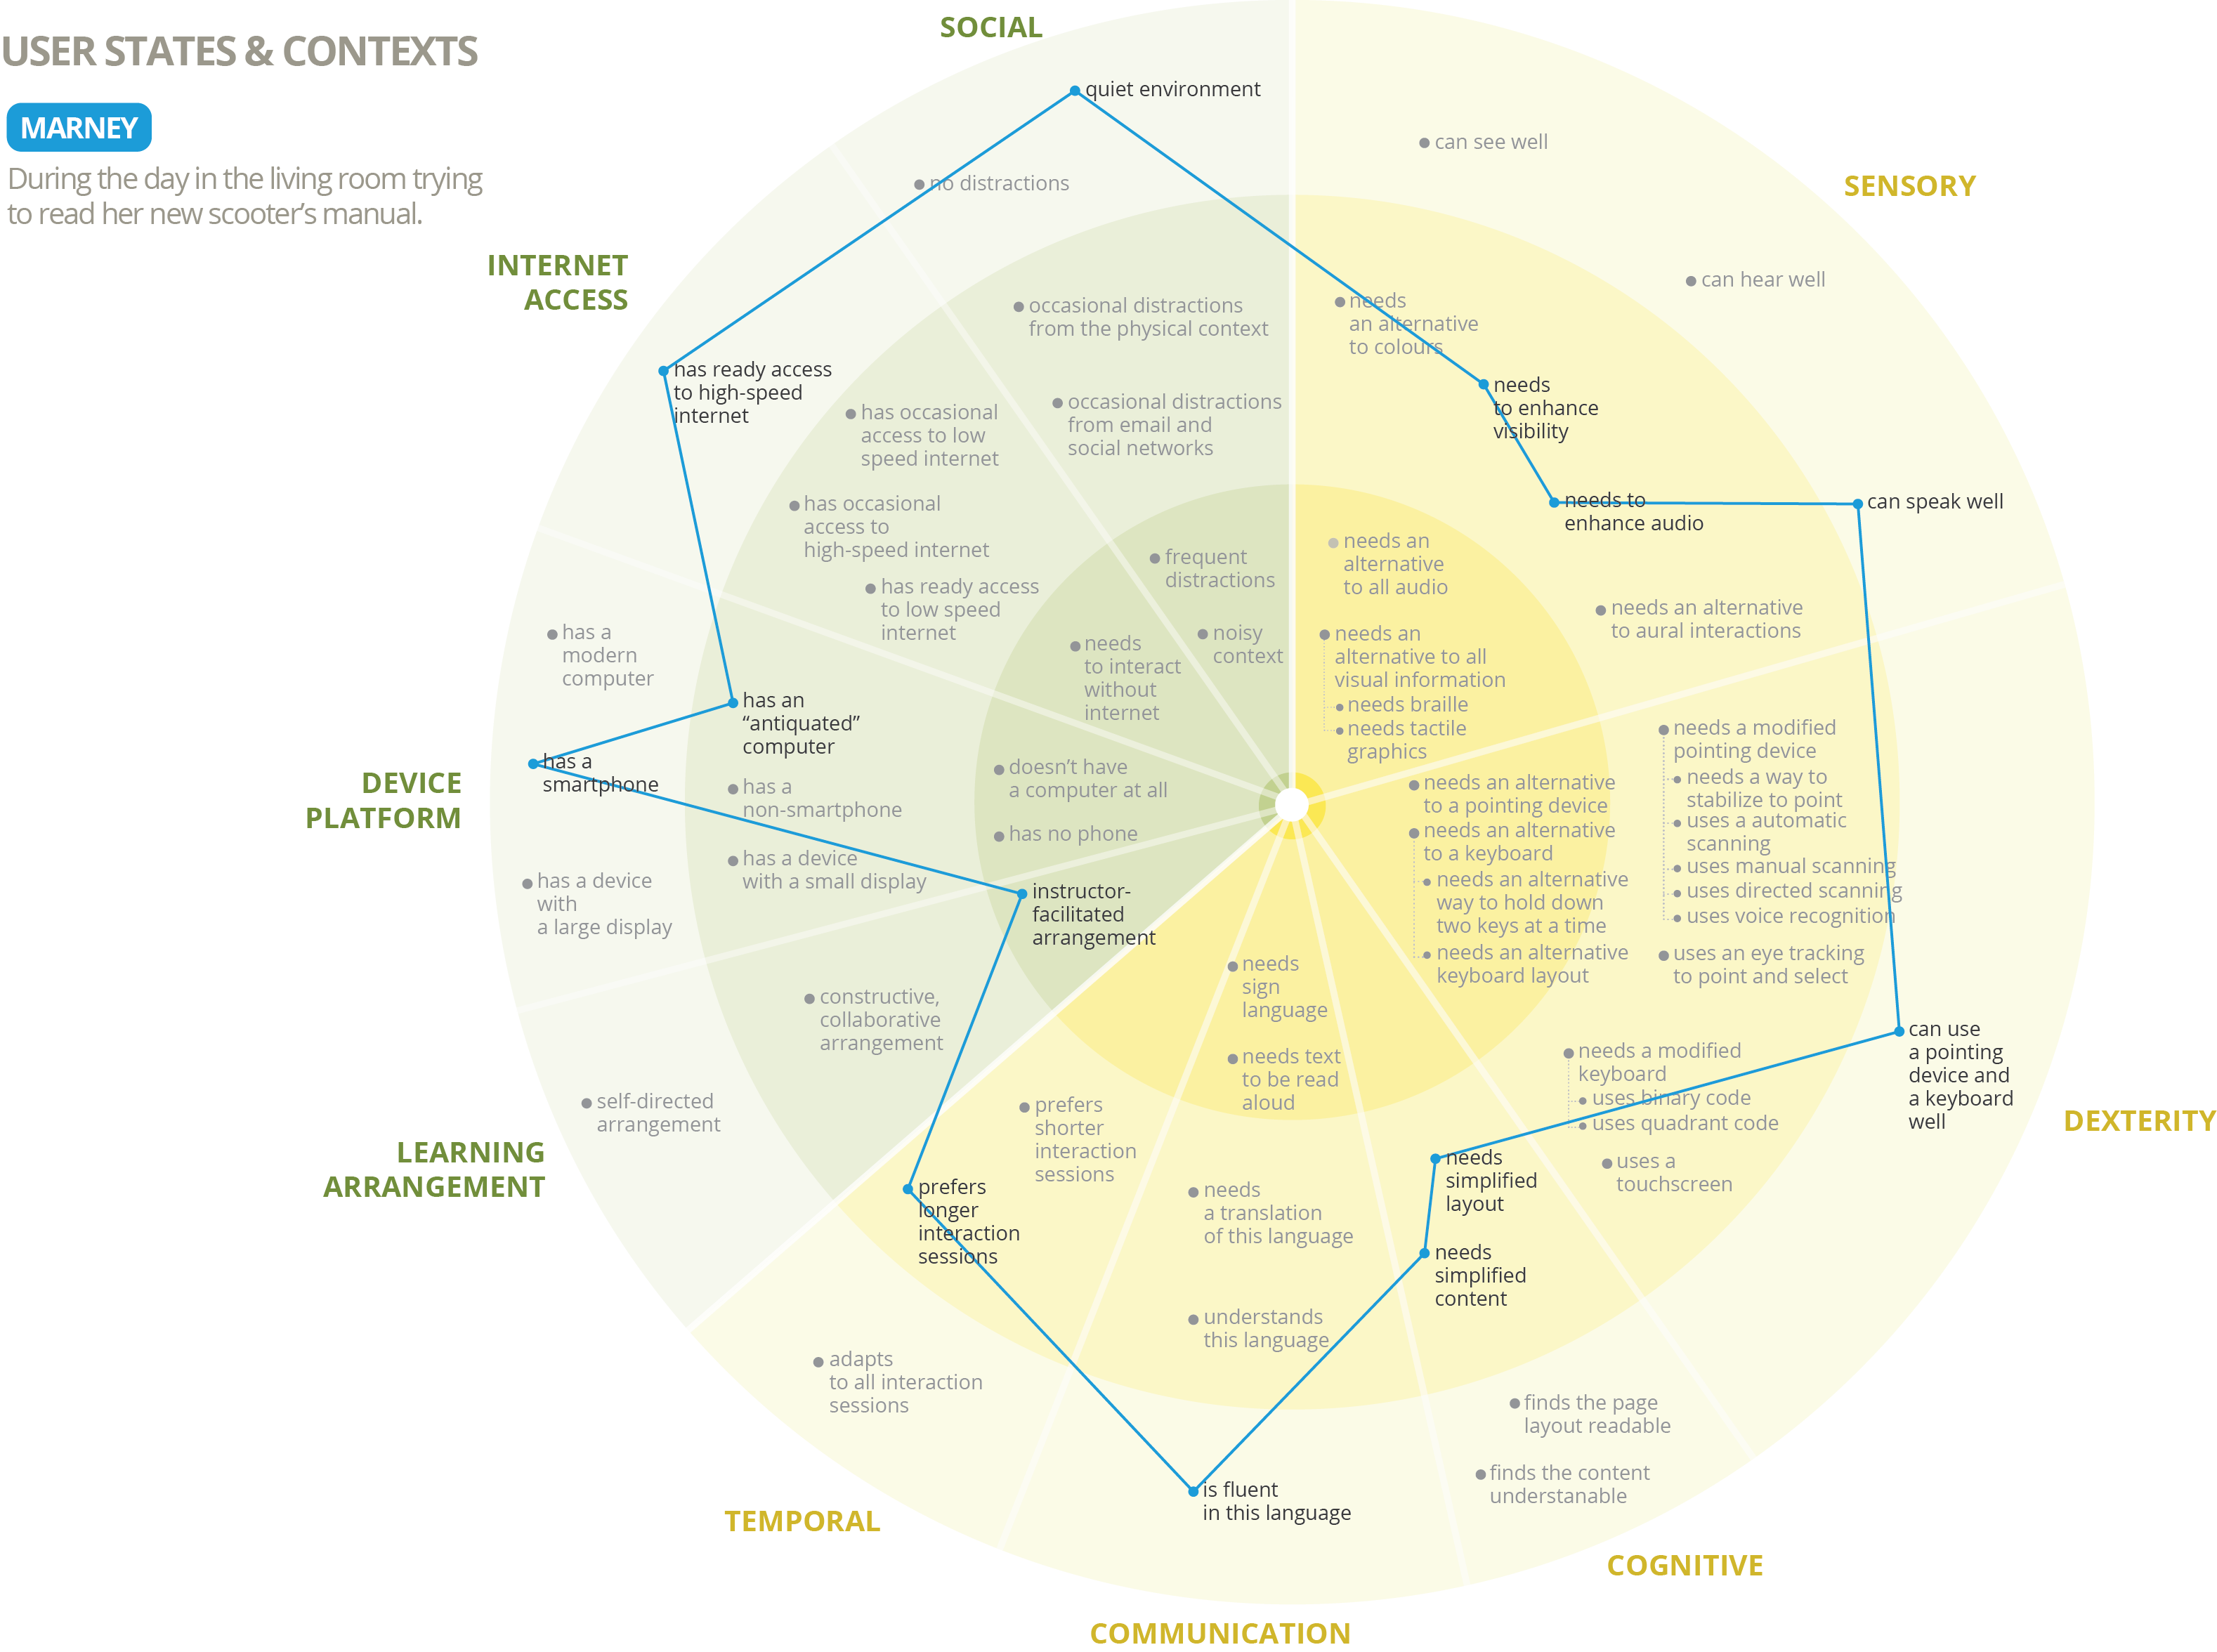 USER STATES & CONTEXTS
MARNEY
During the day in the living room trying
to read her new scooter’s manual.
SOCIAL
quiet environment
no distractions
occasional distractions
from the physical context
occasional distractions
from email and
social networks
frequent
distractions
noisy
context
SENSORY
can see well
can hear well
needs
an alternative
to colours
needs
to enhance
visibility
needs to
enhance audio
can speak well
needs an
alternative
to all audio
needs an alternative
to aural interactions
needs an
alternative to all
visual information
needs braille
needs tactile
graphics
DEXTERITY
needs a modified
pointing device
needs a way to
stabilize to point
uses a automatic
scanning
uses manual scanning
uses directed scanning
uses voice recognition
uses an eye tracking
to point and select
needs an alternative
to a pointing device
needs an alternative
to a keyboard
needs an alternative
way to hold down
two keys at a time
needs an alternative
keyboard layout
can use
a pointing
device and
a keyboard
well
needs a modified
keyboard
uses binary code
uses quadrant code
uses a
touchscreen
COGNITIVE
needs
simplified
layout
needs
simplified
content
finds the page
layout readable
finds the content
understanable
COMMUNICATION
needs
sign
language
needs text
to be read
aloud
needs
a translation
of this language
understands
this language
is fluent
in this language
TEMPORAL
prefers
shorter
interaction
sessions
prefers
longer
interaction
sessions
adapts
to all interaction
sessions
LEARNING
ARRANGEMENT
instructor-
facilitated
arrangement
constructive,
collaborative
arrangement
self-directed
arrangement
DEVICE
PLATFORM
has a
modern
computer
has an
“antiquated”
computer
has a
smartphone
has a
non-smartphone
has a device
with a small display
has a device
with
a large display
doesn’t have
a computer at all
has no phone
INTERNET
ACCESS
has ready access
to high-speed
internet
has occasional
access to low
speed internet
has occasional
access to
high-speed internet
has ready access
to low speed
internet
needs
to interact
without
internet